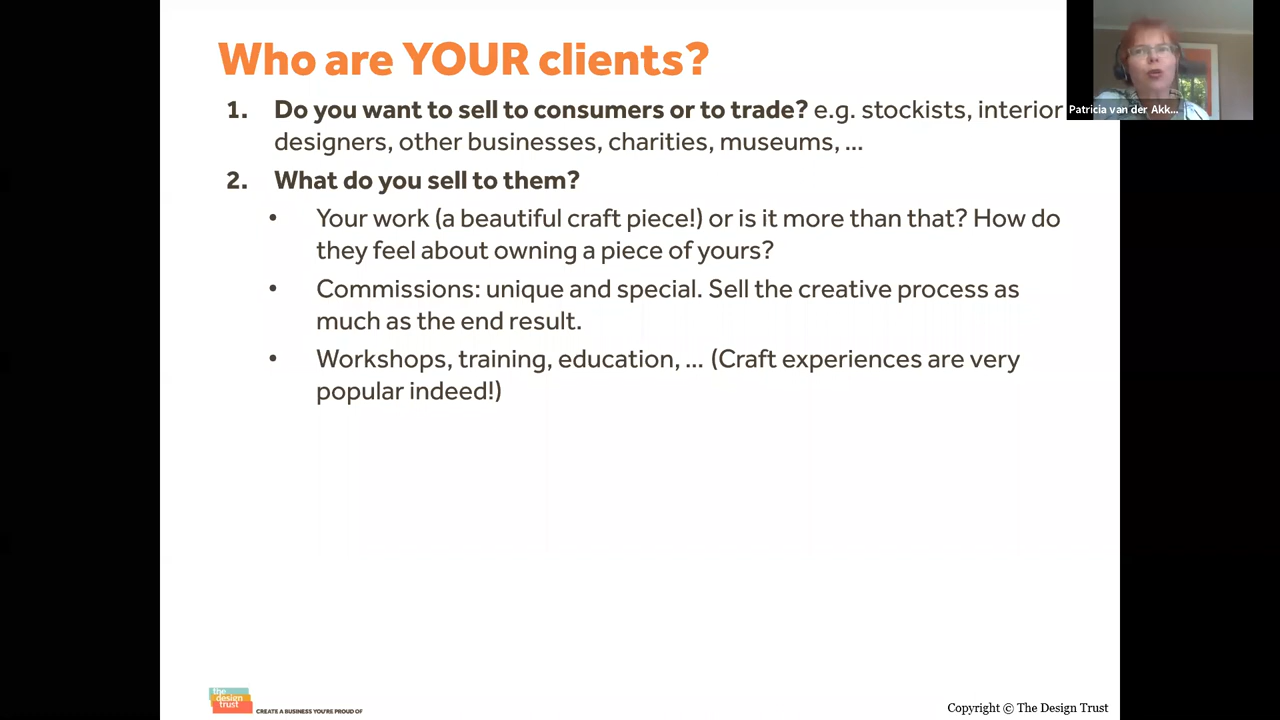 Who are YOUR clients?
1. Do you want to sell to consumers or to trade? e.g. stockists, interior
designers, other businesses, charities, museums, ...
2. What do you sell to them?
• Your work (a beautiful craft piece!) or is it more than that? How do
they feel about owning a piece of yours?
• Commissions: unique and special. Sell the creative process as
much as the end result.
• Workshops, training, education, ... (Craft experiences are very
popular indeed!)
Patricia van der Akk...
the
design
trust
CREATE A BUSINESS YOU'RE PROUD OF
Copyright © The Design Trust